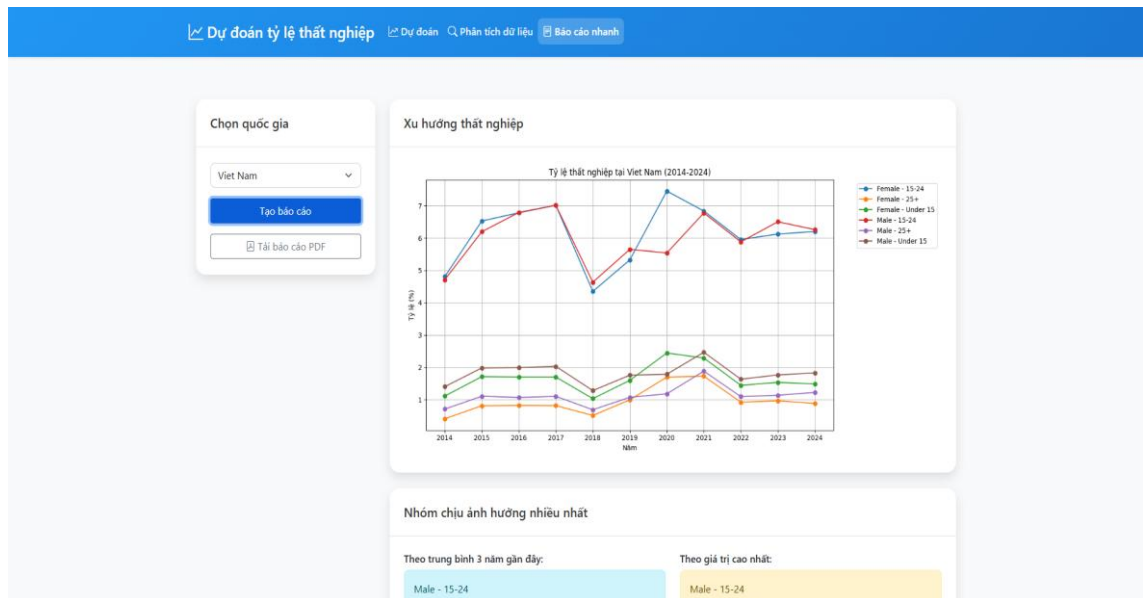 Dự đoán tỷ lệ thất nghiệp Dự đoán Phân tích dữ liệu Báo cáo nhanh
Chọn quốc gia
Viet Nam
Tạo báo cáo
Tải báo cáo PDF
Xu hướng thất nghiệp
Tỷ lệ thất nghiệp tại Viet Nam (2014-2024)
Female - 15-24
Female - 25+
Female - Under 15
Male - 15-24
Male - 25+
Male - Under 15
Tỷ lệ (%)
7
6
5
4
3
2
1
2014 2015 2016 2017 2018 2019 2020 2021 2022 2023 2024
Năm
Nhóm chịu ảnh hưởng nhiều nhất
Theo trung bình 3 năm gần đây: Theo giá trị cao nhất:
Male - 15-24 Male - 15-24